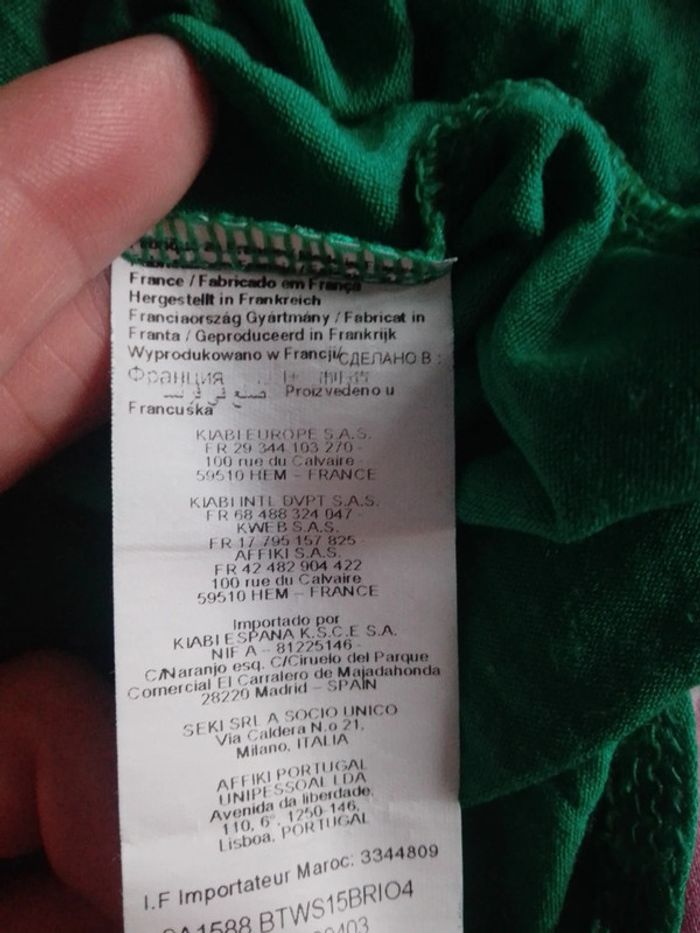 France / Fabricado em França
Hergestellt in Frankreich
Franciaország Gyártmány / Fabricat in
Franta / Geproduceerd in Frankrijk
Wyprodukowano w Francji/СДЕЛАНО В :
Франция
صنع في فرنسا Proizvedeno u
Francuska
KIABI EUROPE S.A.S.
FR 29 344 103 270 -
100 rue du Calvaire
59510 HEM - FRANCE
KIABI INTL DVPT S.A.S.
FR 68 488 324 047 -
KWEB S.A.S.
FR 17 795 157 825 -
AFFIKI S.A.S.
FR 42 482 904 422
100 rue du Calvaire
59510 HEM - FRANCE
Importado por
KIABI ESPANA K.S.C.E S.A.
NIF A - 81225146 -
C/Naranjo esq. C/Ciruelo del Parque
Comercial El Carralero de Majadahonda
28220 Madrid - SPAIN
SEKI SRL A SOCIO UNICO
Via Caldera N.o 21,
Milano, ITALIA
AFFIKI PORTUGAL
UNIPESSOAL LDA
Avenida da liberdade,
110, 6°, 1250-146,
Lisboa, PORTUGAL
I.F Importateur Maroc: 3344809
BTWS15BRIO4